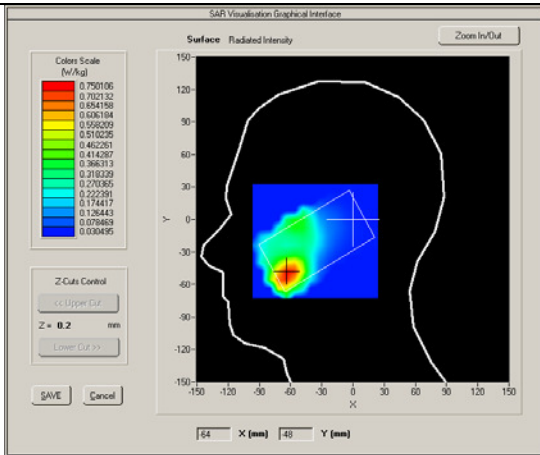 SAR Visualisation Graphical Interface
Surface Radiated Intensity
Zoom In/Out
Colors Scale
(W/kg)
0.750106
0.702132
0.654158
0.606184
0.558209
0.510235
0.462261
0.414287
0.366313
0.318339
0.270365
0.222391
0.174417
0.126443
0.078469
0.030495
Z-Cuts Control
<< Upper Cut
Z = 0.2 mm
Lower Cut >>
SAVE Cancel
150
120
90
60
30
0
-30
-60
-90
-120
-150
Y
-150 -120 -90 -60 -30 0 30 60 90 120 150
X
-64 X (mm) -48 Y (mm)